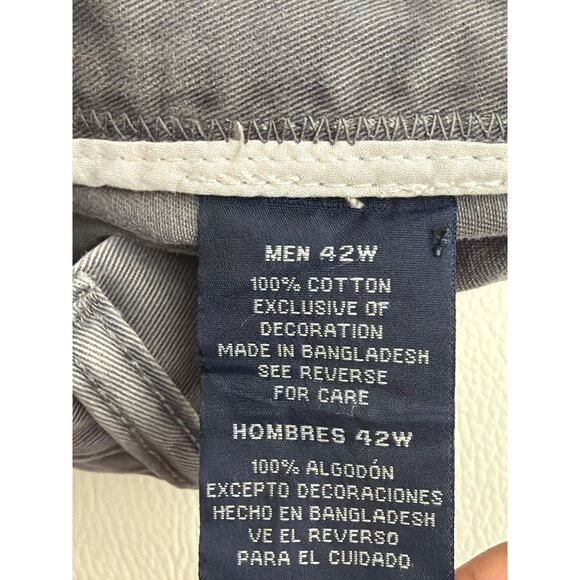 MEN 42W
100% COTTON
EXCLUSIVE OF
DECORATION
MADE IN BANGLADESH
SEE REVERSE
FOR CARE
HOMBRES 42W
100% ALGODÓN
EXCEPTO DECORACIONES
HECHO EN BANGLADESH
VE EL REVERSO
PARA EL CUIDADO